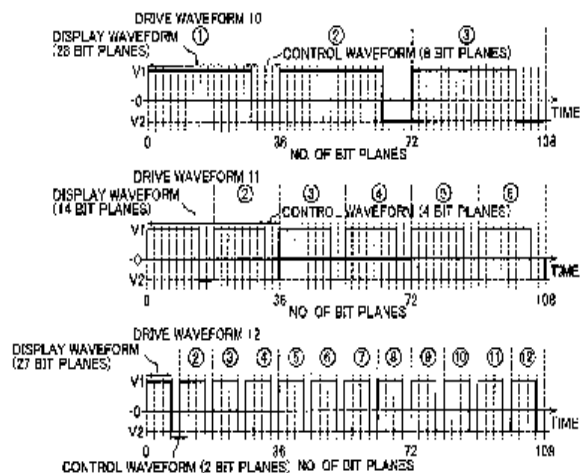 DRIVE WAVEFORM 10
DISPLAY WAVEFORM ① ② ③
(28 BIT PLANES) CONTROL WAVEFORM (8 BIT PLANES)
V1
0
TIME
V2
0 36 72 108
NO. OF BIT PLANES
DRIVE WAVEFORM 11
DISPLAY WAVEFORM ② ③ ④ ⑤ ⑥
(14 BIT PLANES) CONTROL WAVEFORM (4 BIT PLANES)
V1
0
TIME
V2
0 36 72 108
NO. OF BIT PLANES
DRIVE WAVEFORM 12
DISPLAY WAVEFORM ② ③ ④ ⑤ ⑥ ⑦ ⑧ ⑨ ⑩ ⑪ ⑫
(27 BIT PLANES)
V1
0
TIME
V2
0 36 72 108
CONTROL WAVEFORM (2 BIT PLANES) NO. OF BIT PLANES